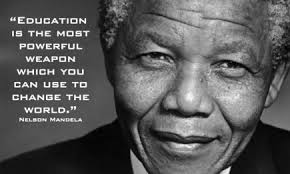 “Education
is the most
powerful
weapon
which you
can use to
change the
world.”
Nelson Mandela